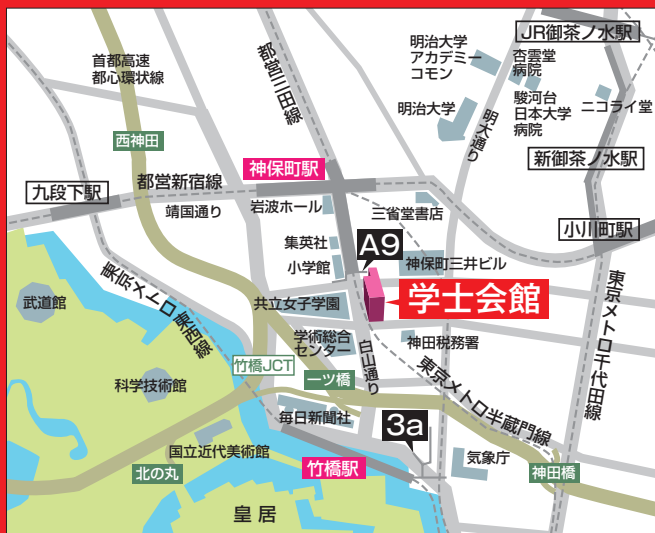 JR御茶ノ水駅
首都高速
都心環状線
都営三田線
明治大学
アカデミー
コモン
杏雲堂
病院
駿河台
日本大学
病院
ニコライ堂
明治大学
明大通り
西神田
新御茶ノ水駅
神保町駅
都営新宿線
九段下駅
靖国通り
岩波ホール
三省堂書店
小川町駅
集英社
A9
小学館
神保町三井ビル
東京メトロ東西線
武道館
共立女子学園
学士会館
東京メトロ千代田線
学術総合
センター
白山通り
神田税務署
竹橋JCT
一ツ橋
東京メトロ半蔵門線
科学技術館
毎日新聞社
3a
国立近代美術館
北の丸
竹橋駅
気象庁
神田橋
皇居